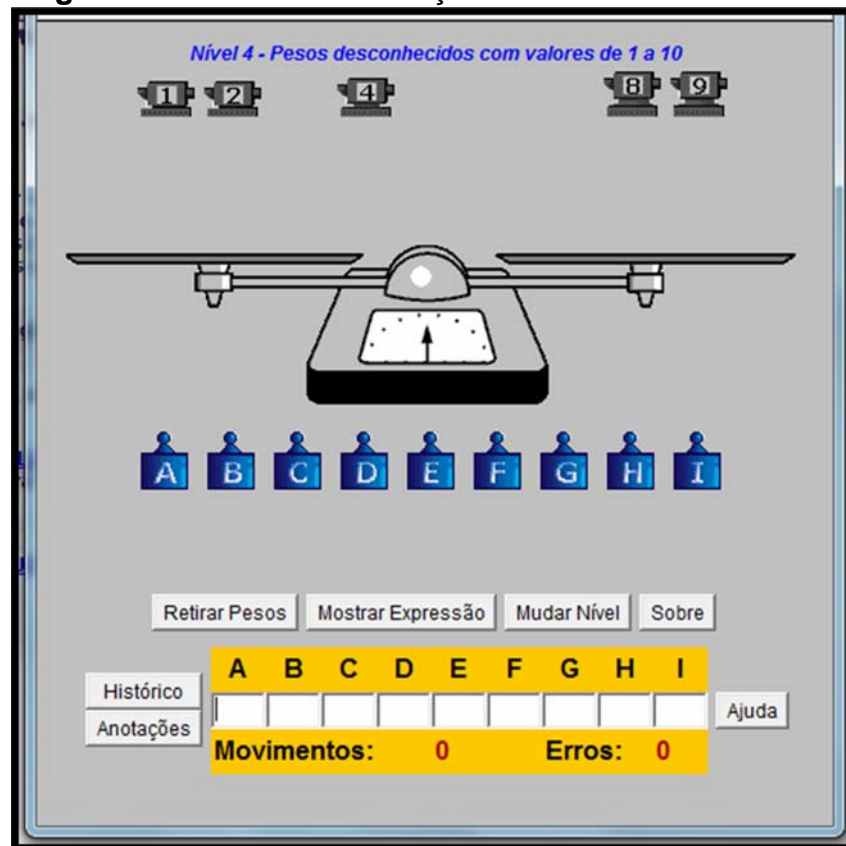 Nível 4 - Pesos desconhecidos com valores de 1 a 10
1 2 4 8 9
A B C D E F G H I
Retirar Pesos Mostrar Expressão Mudar Nível Sobre
A B C D E F G H I
Histórico
Anotações
Ajuda
Movimentos: 0 Erros: 0